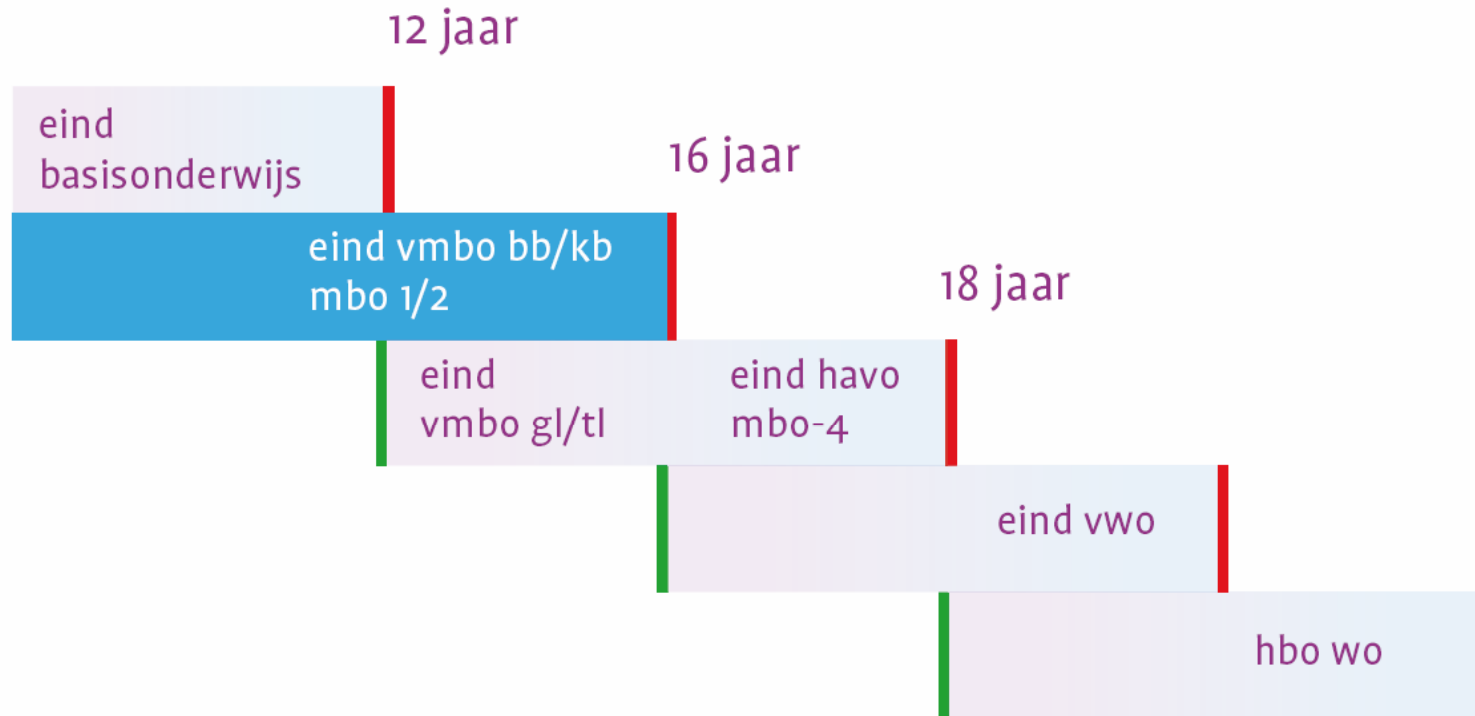 12 jaar
eind
basisonderwijs
16 jaar
eind vmbo bb/kb
mbo 1/2
18 jaar
eind
vmbo gl/tl
eind havo
mbo-4
eind vwo
hbo wo